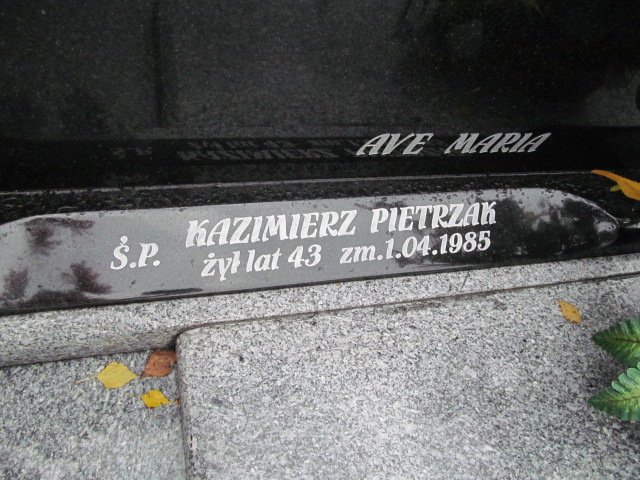 AVE MARIA
Ś.P. KAZIMIERZ PIETRZAK
żył lat 43 zm. 1.04.1985